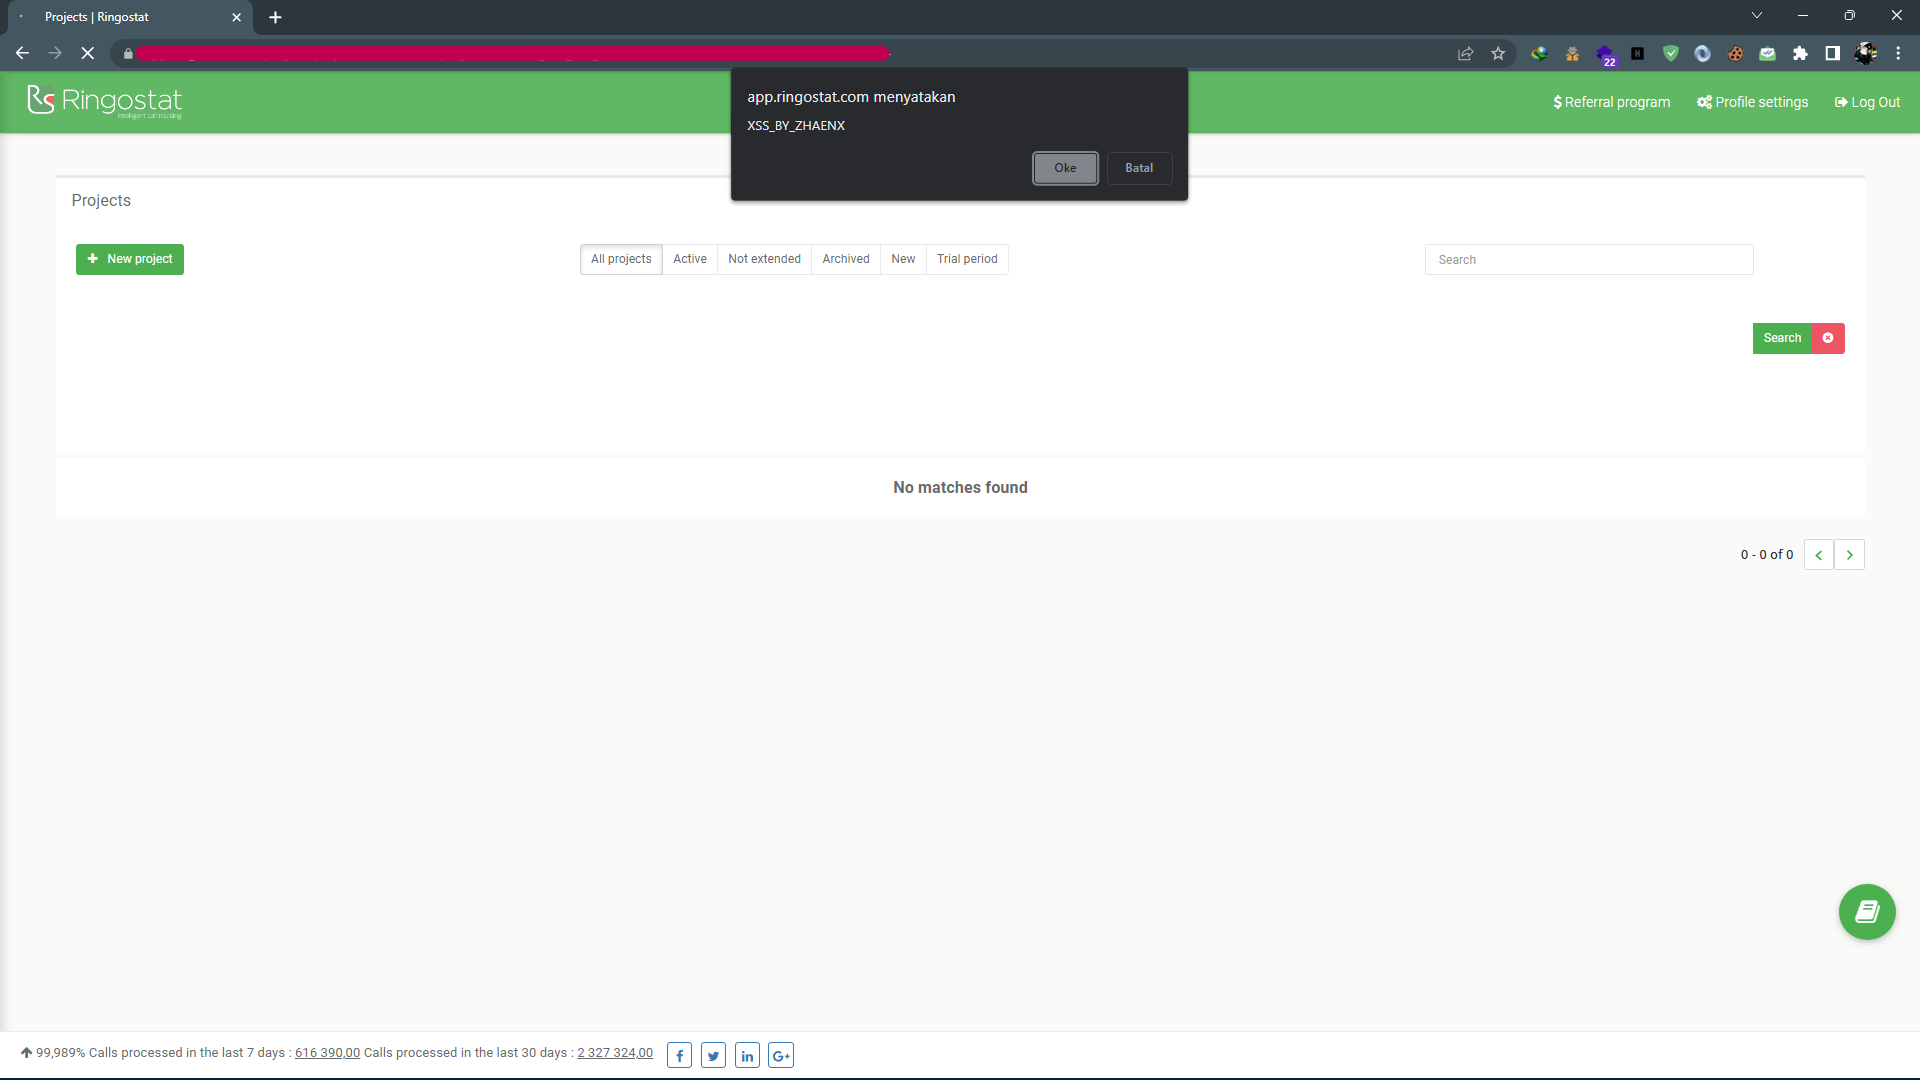 Projects | Ringostat
22
Ringostat
Intelligent call tracking
Referral program
Profile settings
Log Out
app.ringostat.com menyatakan
XSS_BY_ZHAENX
Oke
Batal
Projects
New project
All projects
Active
Not extended
Archived
New
Trial period
Search
Search
No matches found
0 - 0 of 0
99,989% Calls processed in the last 7 days : 616 390,00 Calls processed in the last 30 days : 2 327 324,00